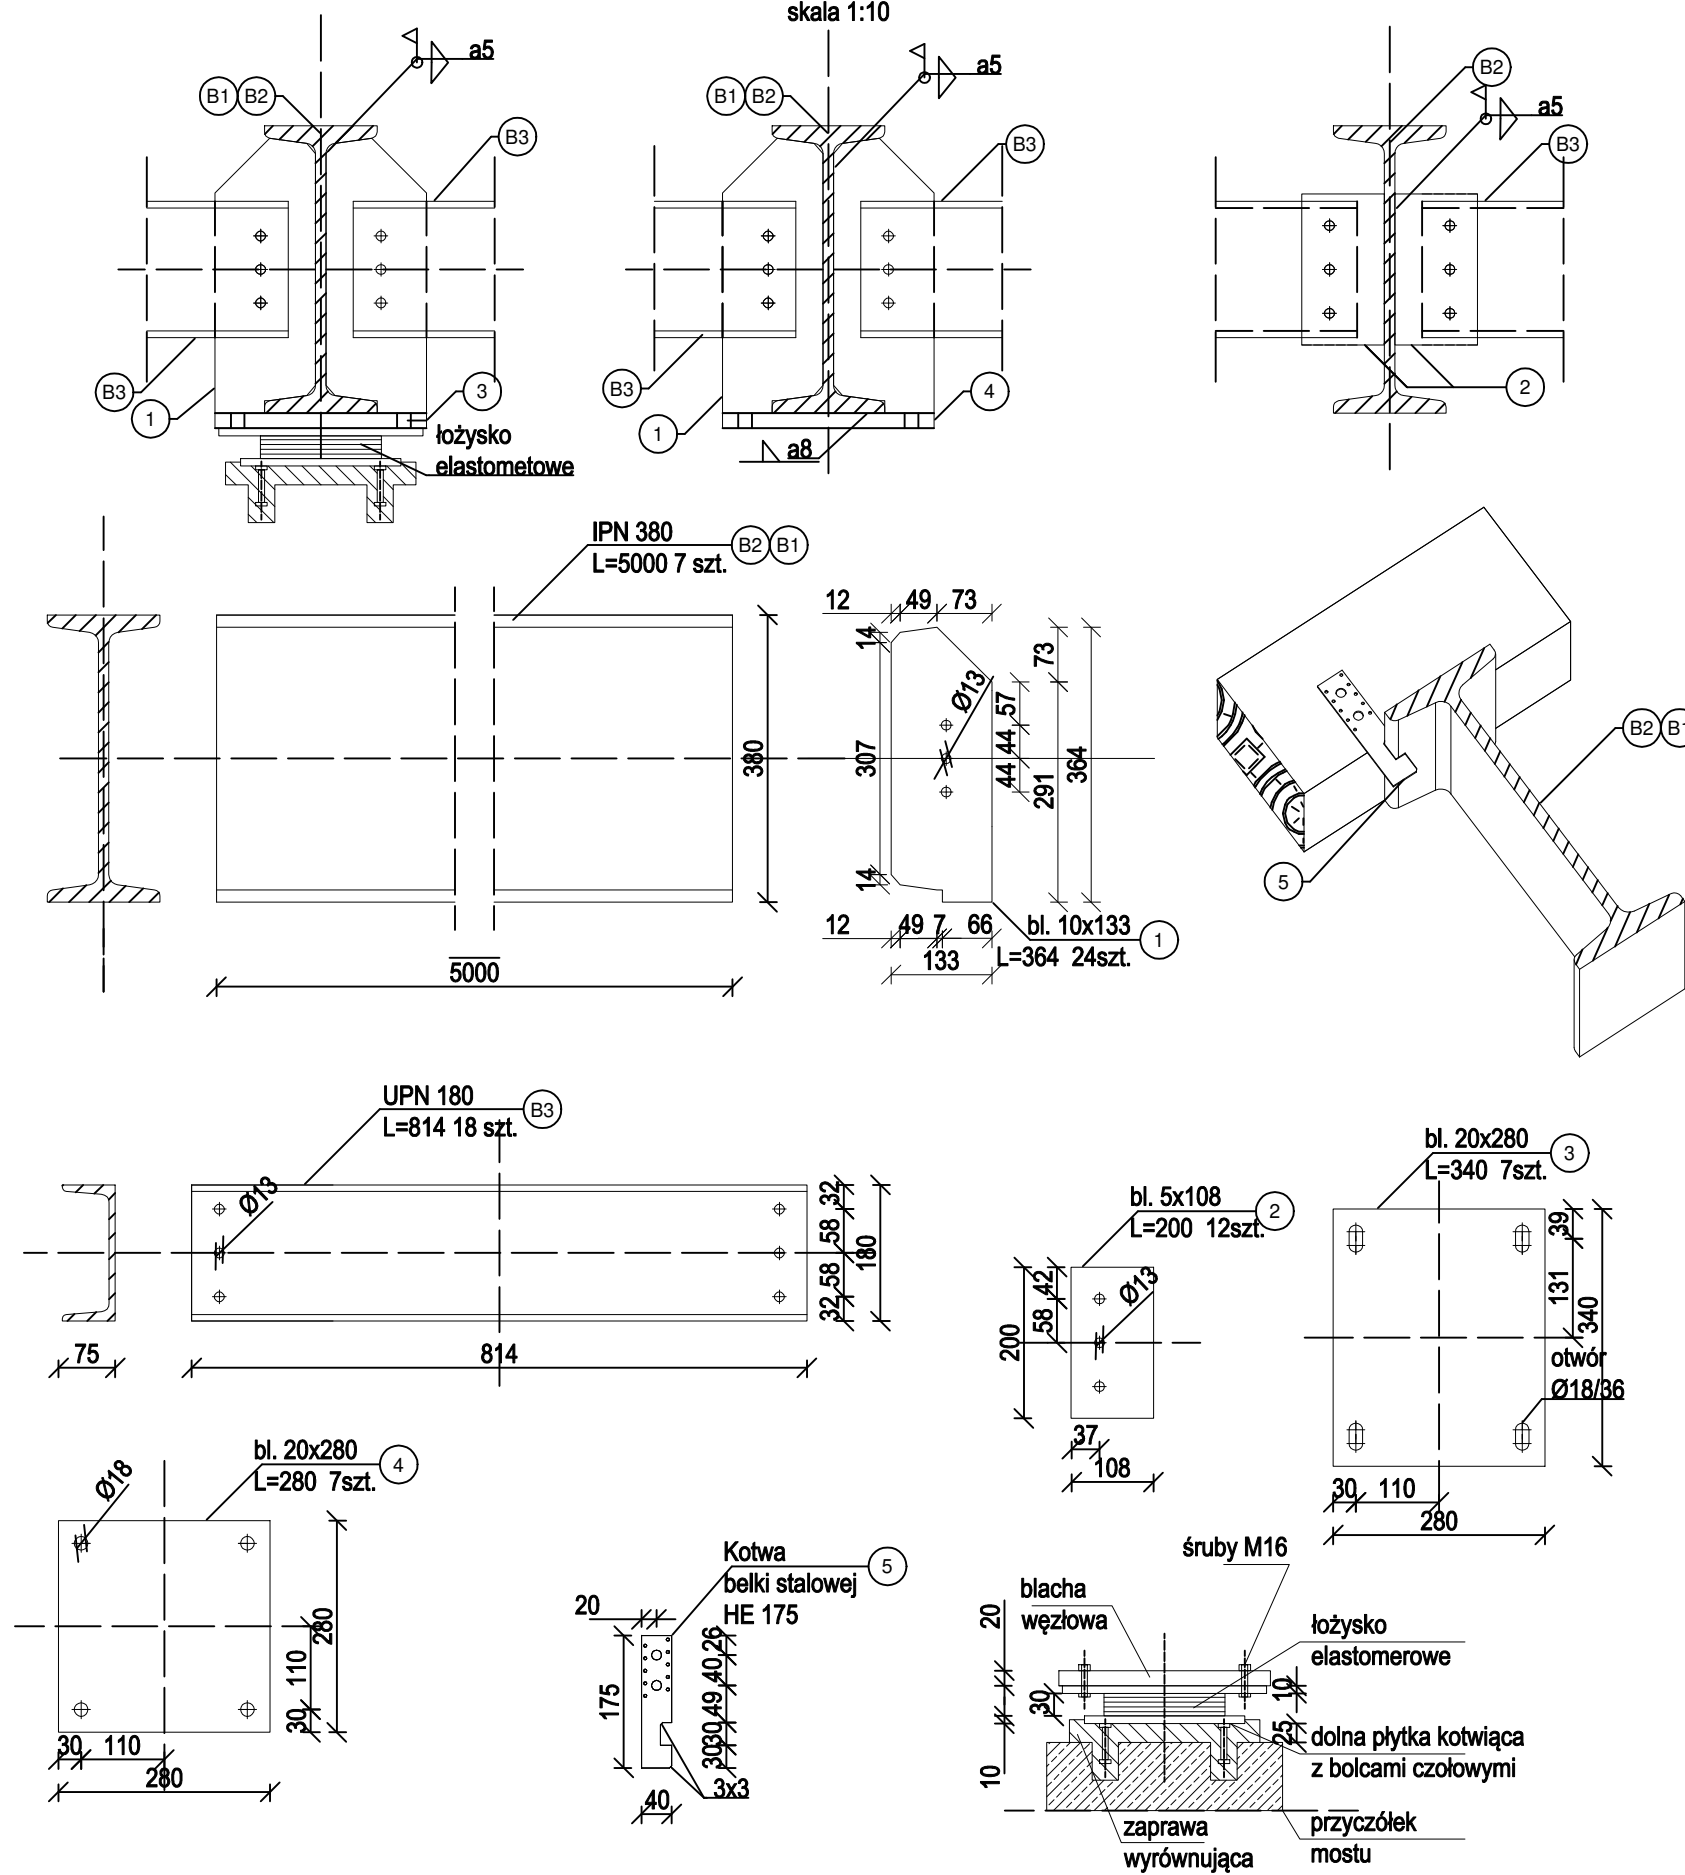 skala 1:10
a5
B1 B2
B3
B3
1
3
łożysko
elastometowe
a5
B1 B2
B3
B3
1
4
a8
B2
a5
B3
2
IPN 380
L=5000 7 szt.
B2 B1
380
5000
12 49 73
14
307
14
Ø13
57
44
44
73
291
364
12 49 7 66
133
bl. 10x133
L=364 24szt.
1
B2 B1
5
UPN 180
L=814 18 szt.
B3
Ø13
32
58
58
32
180
75
814
bl. 5x108
L=200 12szt.
2
Ø13
42
58
200
37
108
bl. 20x280
L=340 7szt.
3
39
131
340
otwór
Ø18/36
30 110
280
bl. 20x280
L=280 7szt.
4
Ø18
280
110
30
30 110
280
Kotwa
belki stalowej
HE 175
5
20
175
26
40
49
30
30
40
3x3
śruby M16
blacha
węzłowa
łożysko
elastomerowe
20
30
10
10
25
dolna płytka kotwiąca
z bolcami czołowymi
zaprawa
wyrównująca
przyczółek
mostu